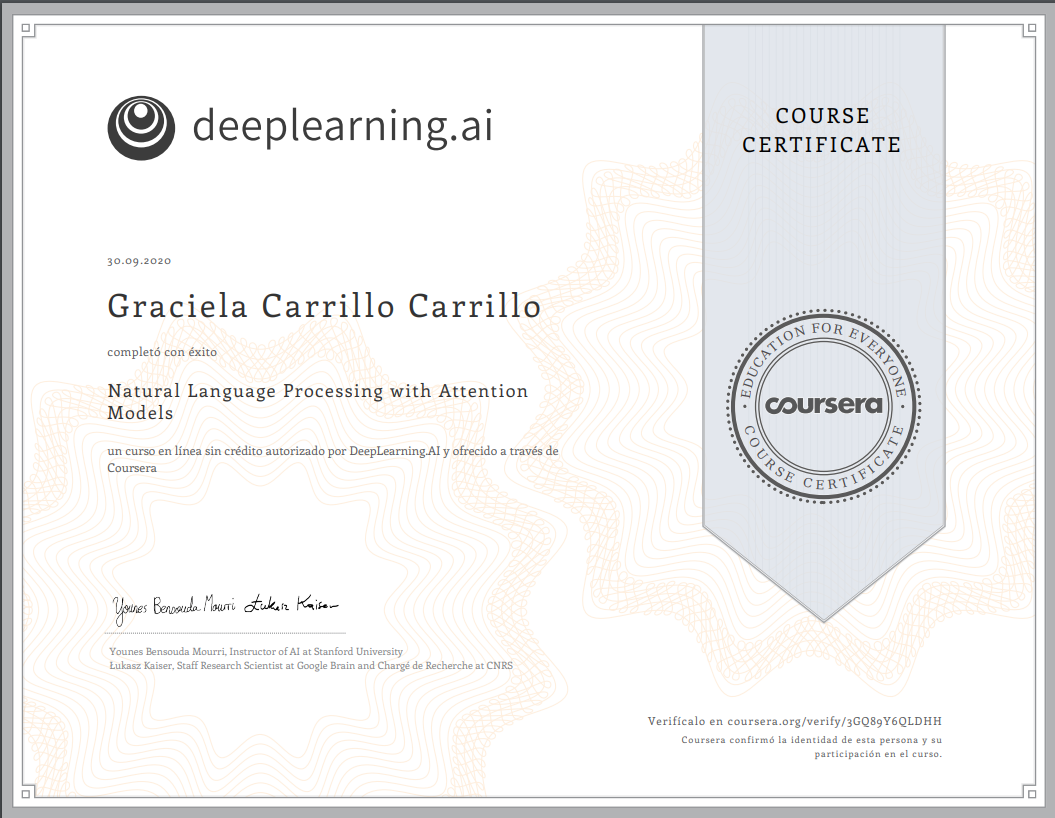 deeplearning.ai
COURSE
CERTIFICATE
30.09.2020
Graciela Carrillo Carrillo
completó con éxito
Natural Language Processing with Attention
Models
un curso en línea sin crédito autorizado por DeepLearning.AI y ofrecido a través de
Coursera
EDUCATION FOR EVERYONE
coursera
COURSE CERTIFICATE
Younes Bensouda Mourri Łukasz Kaiser
Younes Bensouda Mourri, Instructor of AI at Stanford University
Łukasz Kaiser, Staff Research Scientist at Google Brain and Chargé de Recherche at CNRS
Verifícalo en coursera.org/verify/3GQ89Y6QLDHH
Coursera confirmó la identidad de esta persona y su
participación en el curso.